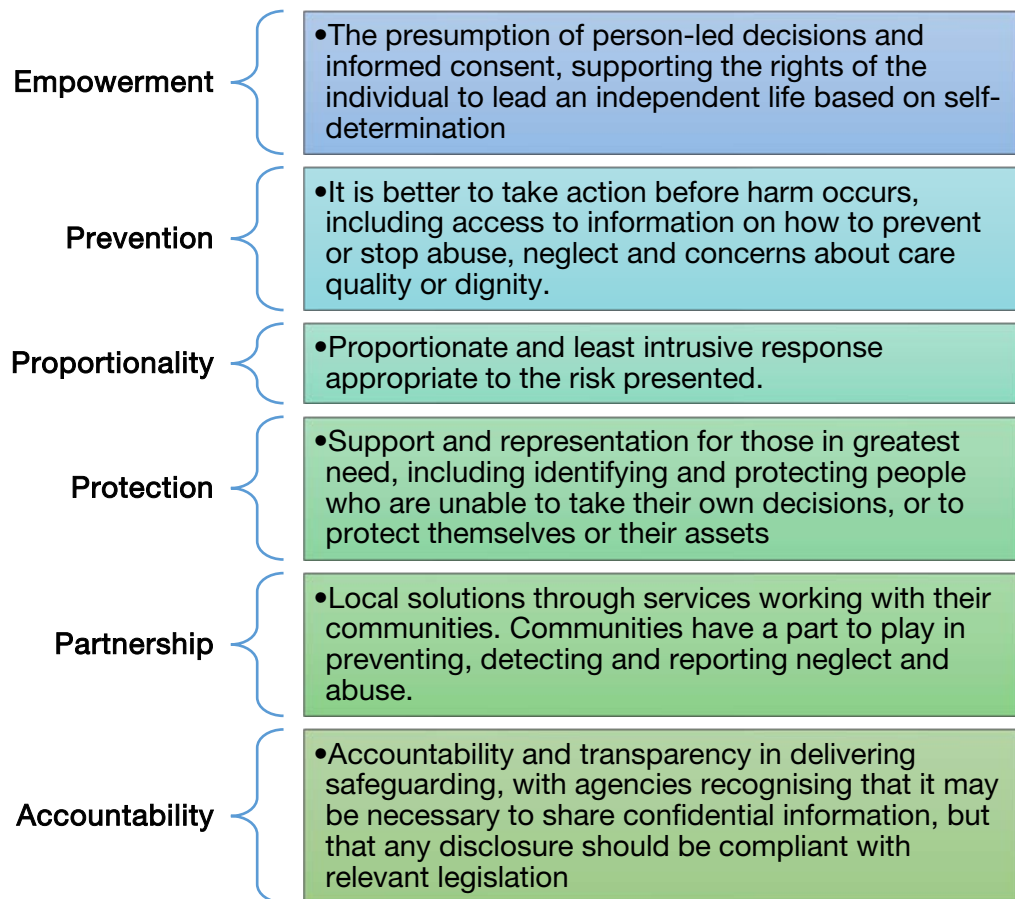 Empowerment
•The presumption of person-led decisions and
informed consent, supporting the rights of the
individual to lead an independent life based on self-
determination
Prevention
•It is better to take action before harm occurs,
including access to information on how to prevent
or stop abuse, neglect and concerns about care
quality or dignity.
Proportionality
•Proportionate and least intrusive response
appropriate to the risk presented.
Protection
•Support and representation for those in greatest
need, including identifying and protecting people
who are unable to take their own decisions, or to
protect themselves or their assets
Partnership
•Local solutions through services working with their
communities. Communities have a part to play in
preventing, detecting and reporting neglect and
abuse.
Accountability
•Accountability and transparency in delivering
safeguarding, with agencies recognising that it may
be necessary to share confidential information, but
that any disclosure should be compliant with
relevant legislation